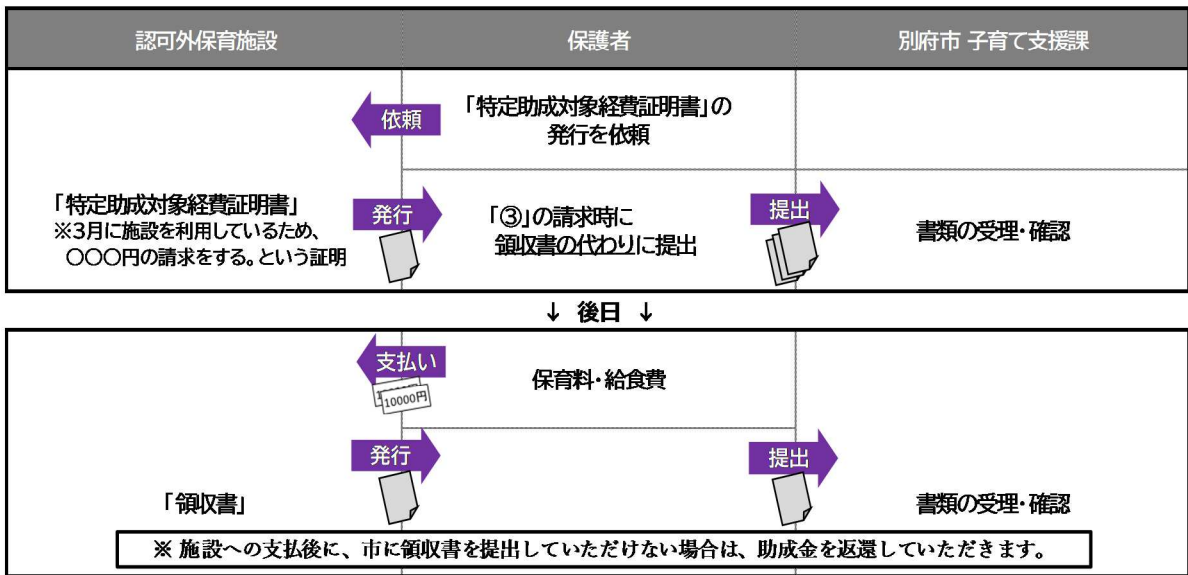 認可外保育施設
保護者
別府市 子育て支援課
依頼
「特定助成対象経費証明書」の
発行を依頼
「特定助成対象経費証明書」
※3月に施設を利用しているため、
〇〇〇円の請求をする。という証明
発行
「③」の請求時に
領収書の代わりに提出
提出
書類の受理・確認
↓ 後日 ↓
支払い
10000円
保育料・給食費
発行
提出
「領収書」
書類の受理・確認
※ 施設への支払後に、市に領収書を提出していただけない場合は、助成金を返還していただきます。